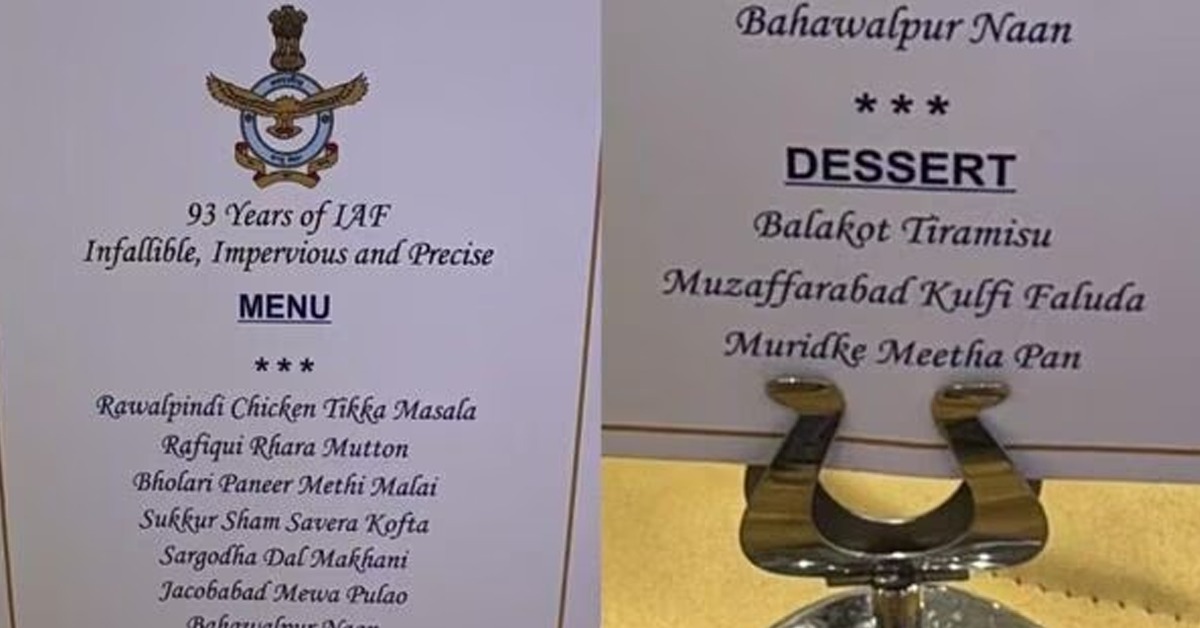 93 Years of IAF
Infallible, Impervious and Precise
MENU
***
Rawalpindi Chicken Tikka Masala
Rafiqui Rhara Mutton
Bholari Paneer Methi Malai
Sukkur Sham Savera Kofta
Sargodha Dal Makhani
Jacobabad Mewa Pulao
Bahawalpur Naan
Bahawalpur Naan
***
DESSERT
Balakot Tiramisu
Muzaffarabad Kulfi Faluda
Muridke Meetha Pan